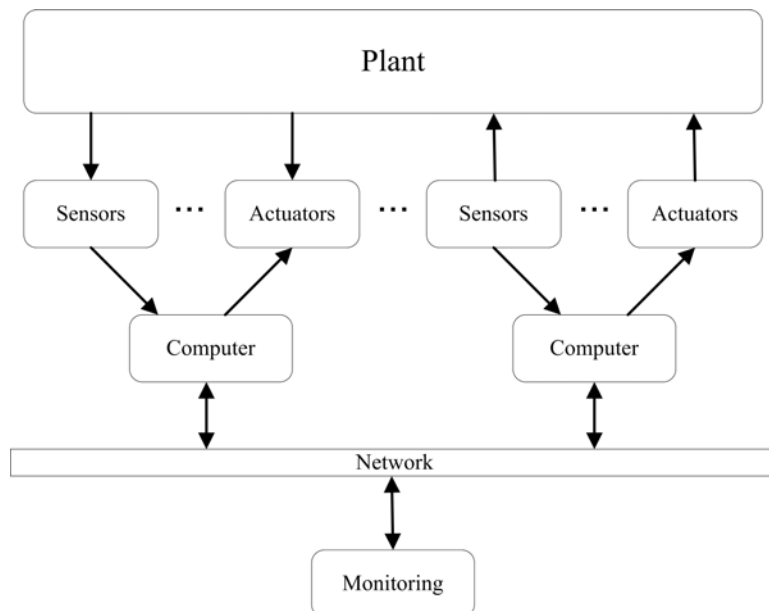 Plant
Sensors ... Actuators ... Sensors ... Actuators
Computer Computer
Network
Monitoring